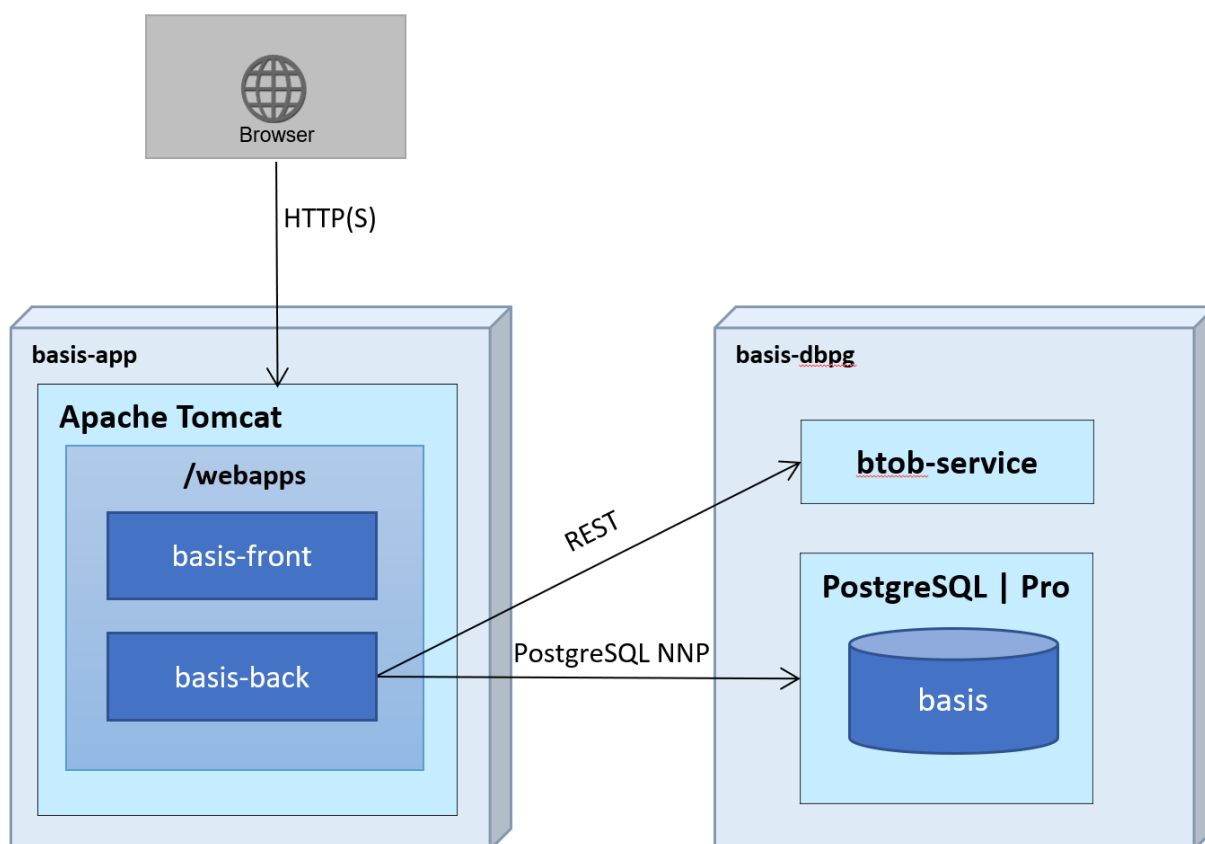 Browser
HTTP(S)
basis-app
Apache Tomcat
/webapps
basis-front
basis-back
REST
PostgreSQL NNP
basis-dbpg
btob-service
PostgreSQL | Pro
basis